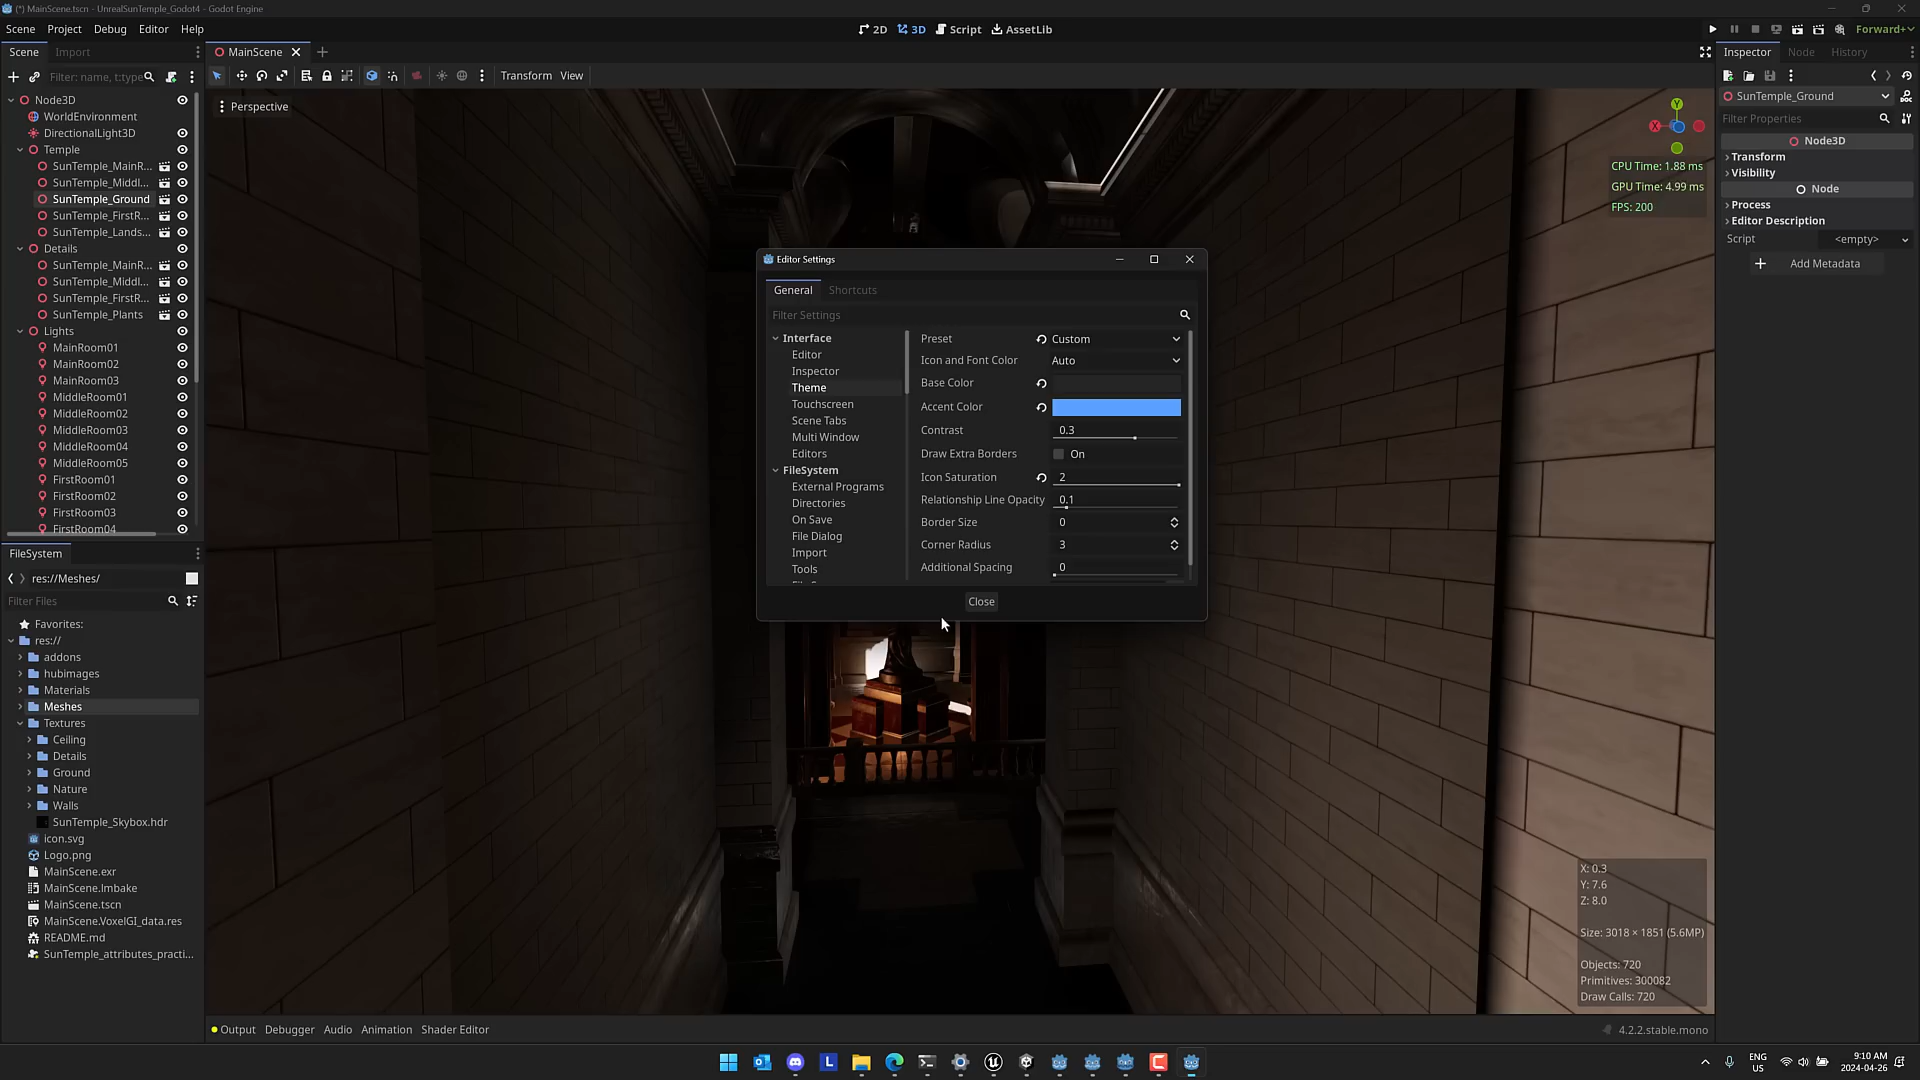 (*) MainScene.tscn - UnrealSunTemple_Godot4 - Godot Engine
Scene Project Debug Editor Help
2D 3D Script AssetLib
Forward+
Scene Import
MainScene
Inspector Node History
Filter: name, t:type
Transform View
Perspective
Node3D
WorldEnvironment
DirectionalLight3D
Temple
SunTemple_MainR...
SunTemple_Middl...
SunTemple_Ground
SunTemple_FirstR...
SunTemple_Lands...
Details
SunTemple_MainR...
SunTemple_Middl...
SunTemple_FirstR...
SunTemple_Plants
Lights
MainRoom01
MainRoom02
MainRoom03
MiddleRoom01
MiddleRoom02
MiddleRoom03
MiddleRoom04
MiddleRoom05
FirstRoom01
FirstRoom02
FirstRoom03
FirstRoom04
FileSystem
res://Meshes/
Filter Files
Favorites:
res://
addons
hubimages
Materials
Meshes
Textures
Ceiling
Details
Ground
Nature
Walls
SunTemple_Skybox.hdr
icon.svg
Logo.png
MainScene.exr
MainScene.lmbake
MainScene.tscn
MainScene.VoxelGI_data.res
README.md
SunTemple_attributes_practi...
Y
X
CPU Time: 1.88 ms
GPU Time: 4.99 ms
FPS: 200
Editor Settings
General Shortcuts
Filter Settings
Interface
Editor
Inspector
Theme
Touchscreen
Scene Tabs
Multi Window
Editors
FileSystem
External Programs
Directories
On Save
File Dialog
Import
Tools
Preset Custom
Icon and Font Color Auto
Base Color
Accent Color
Contrast 0.3
Draw Extra Borders On
Icon Saturation 2
Relationship Line Opacity 0.1
Border Size 0
Corner Radius 3
Additional Spacing 0
Close
X: 0.3
Y: 7.6
Z: 8.0
Size: 3018 × 1851 (5.6MP)
Objects: 720
Primitives: 300082
Draw Calls: 720
SunTemple_Ground
Filter Properties
Node3D
Transform
Visibility
Node
Process
Editor Description
Script <empty>
Add Metadata
Output Debugger Audio Animation Shader Editor
4.2.2.stable.mono
L
ENG
US
9:10 AM
2024-04-26